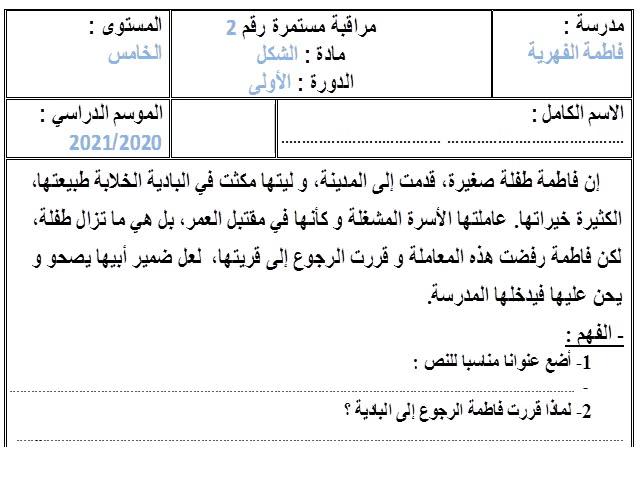 مدرسة :
فاطمة الفهرية
مراقبة مستمرة رقم 2
مادة : الشكل
الدورة : الأولى
المستوى :
الخامس
الاسم الكامل :
................................ ................................
الموسم الدراسي :
2021/2020
إن فاطمة طفلة صغيرة، قدمت إلى المدينة، و ليتها مكثت في البادية الخلابة طبيعتها،
الكثيرة خيراتها. عاملتها الأسرة المشغلة و كأنها في مقتبل العمر، بل هي ما تزال طفلة،
لكن فاطمة رفضت هذه المعاملة و قررت الرجوع إلى قريتها، لعل ضمير أبيها يصحو و
يحن عليها فيدخلها المدرسة.
- الفهم :
1- أضع عنوانا مناسبا للنص :
- ................................................................
2- لماذا قررت فاطمة الرجوع إلى البادية ؟
................................................................